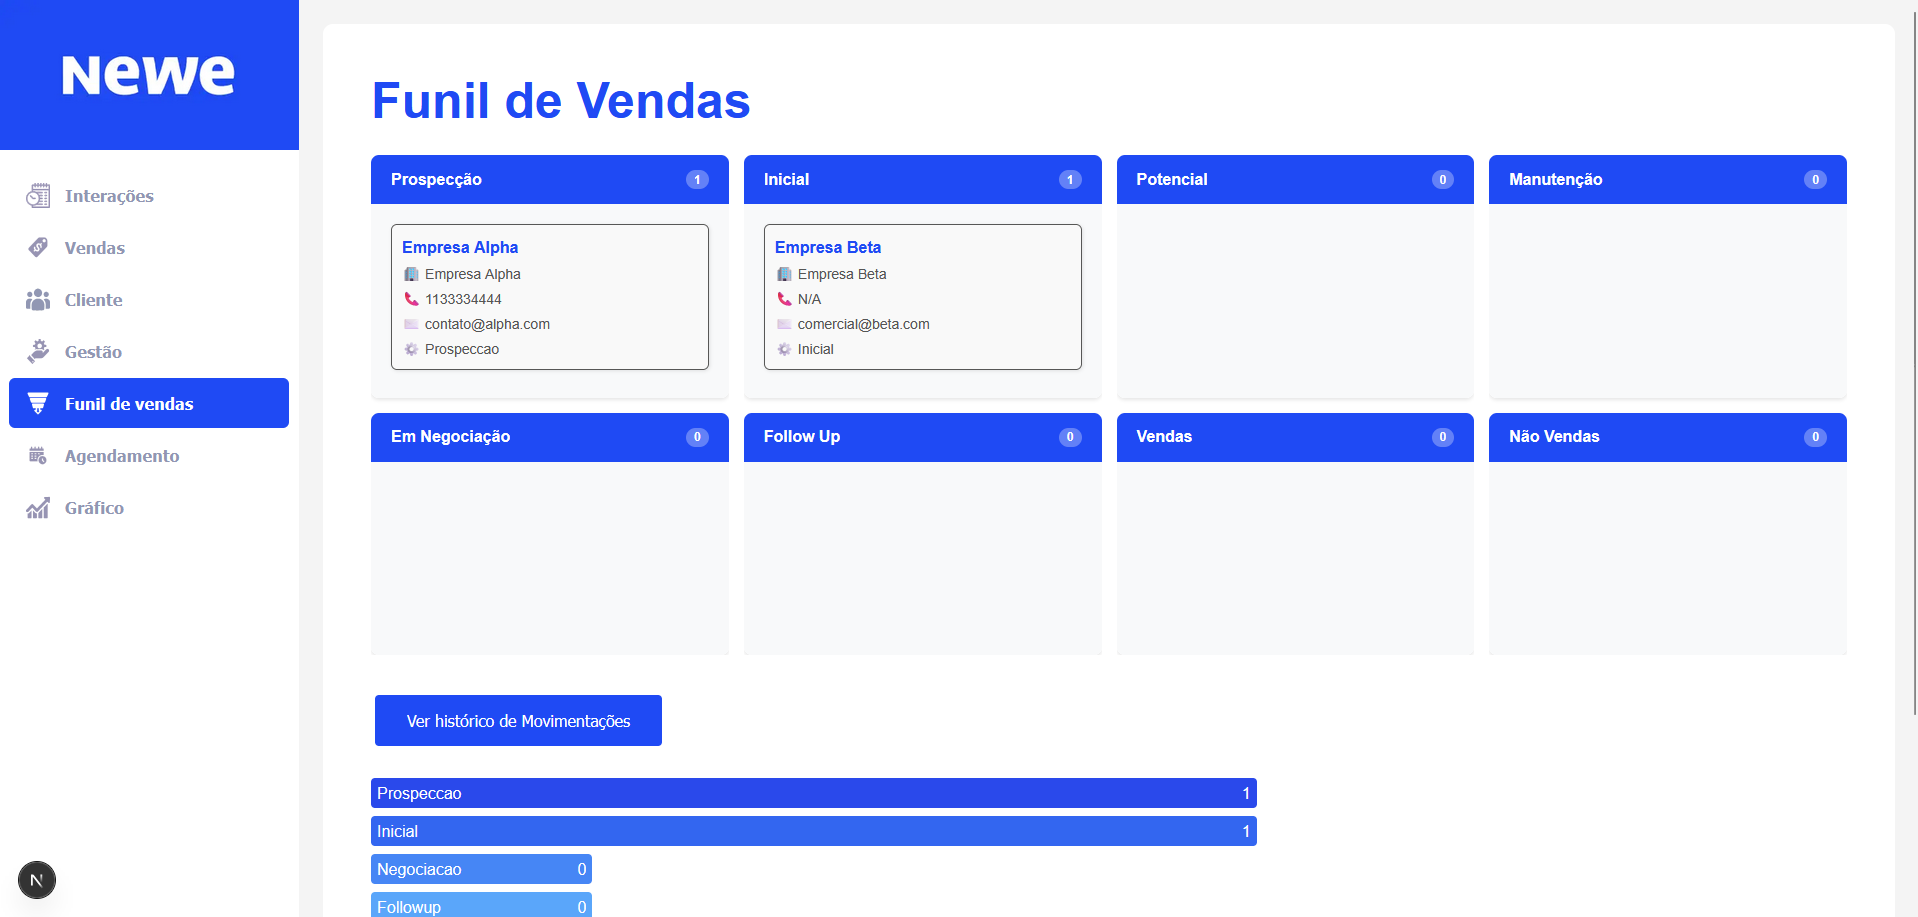 Newe
Interações
Vendas
Cliente
Gestão
Funil de vendas
Agendamento
Gráfico
N
Funil de Vendas
Prospecção 1
Empresa Alpha
Empresa Alpha
1133334444
contato@alpha.com
Prospeccao
Inicial 1
Empresa Beta
Empresa Beta
N/A
comercial@beta.com
Inicial
Potencial 0
Manutenção 0
Em Negociação 0
Follow Up 0
Vendas 0
Não Vendas 0
Ver histórico de Movimentações
Prospeccao 1
Inicial 1
Negociacao 0
Followup 0